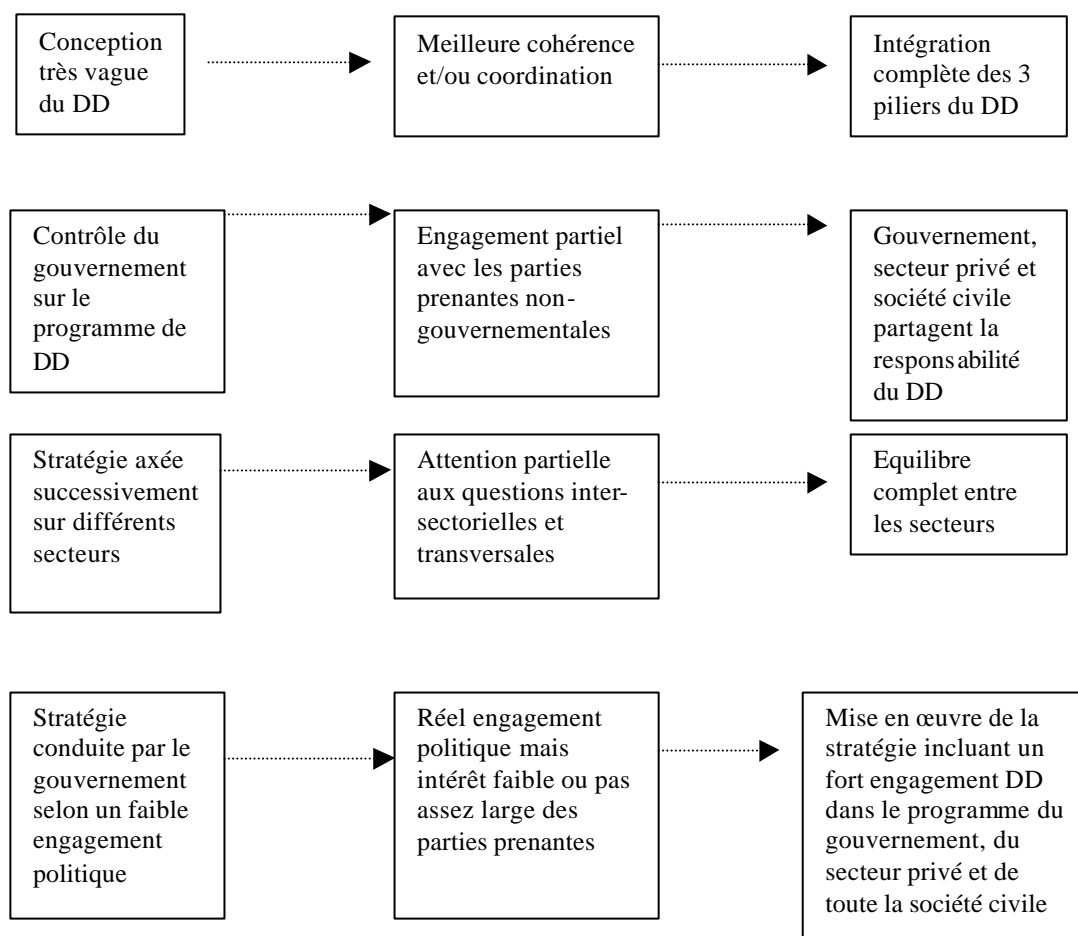 Conception
très vague
du DD
Meilleure cohérence
et/ou coordination
Intégration
complète des 3
piliers du DD
Contrôle du
gouvernement
sur le
programme de
DD
Engagement partiel
avec les parties
prenantes non-
gouvernementales
Gouvernement,
secteur privé et
société civile
partagent la
responsabilité
du DD
Stratégie axée
successivement
sur différents
secteurs
Attention partielle
aux questions inter-
sectorielles et
transversales
Equilibre
complet entre
les secteurs
Stratégie
conduite par le
gouvernement
selon un faible
engagement
politique
Réel engagement
politique mais
intérêt faible ou pas
assez large des
parties prenantes
Mise en œuvre de la
stratégie incluant un
fort engagement DD
dans le programme du
gouvernement, du
secteur privé et de
toute la société civile